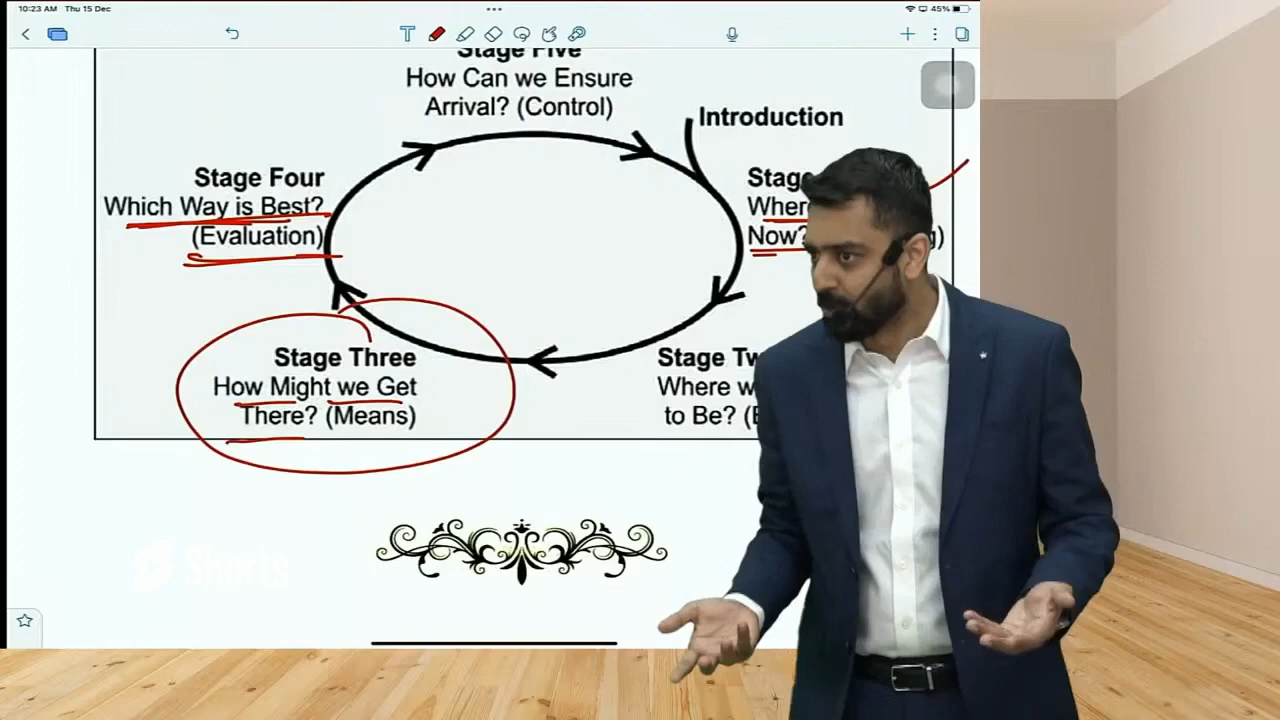 10:23 AM Thu 15 Dec
45%
Stage Five
How Can we Ensure
Arrival? (Control)
Introduction
Stage Four
Which Way is Best?
(Evaluation)
Stage
Where
Now?
g)
Stage Three
How Might we Get
There? (Means)
Stage Tw
Where w
to Be? (
Shorts